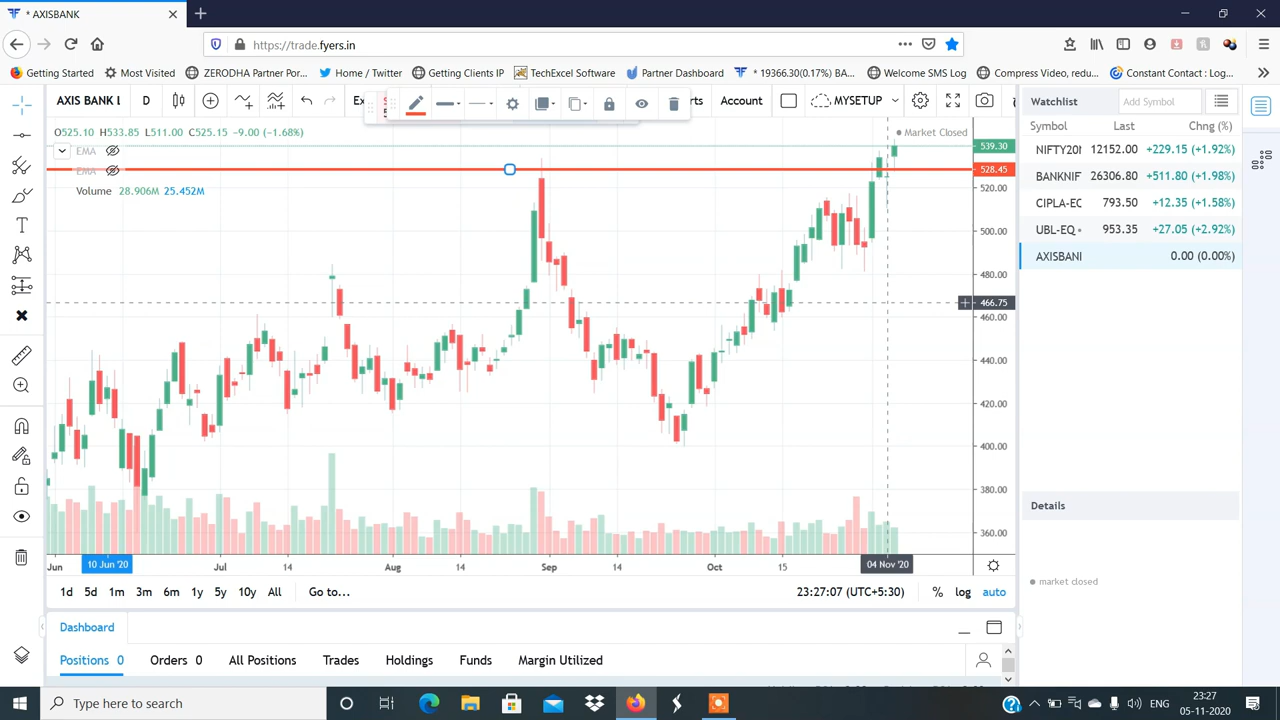 * AXISBANK
https://trade.fyers.in
Getting Started
Most Visited
ZERODHA Partner Por...
Home / Twitter
Getting Clients IP
TechExcel Software
Partner Dashboard
* 19366.30(0.17%) BA...
Welcome SMS Log
Compress Video, redu...
Constant Contact : Log...
AXIS BANK L
D
rts
Account
MYSETUP
O525.10 H533.85 L511.00 C525.15 -9.00 (-1.68%)
Market Closed
EMA
EMA
Volume 28.906M 25.452M
539.30
528.45
520.00
500.00
480.00
466.75
460.00
440.00
420.00
400.00
380.00
360.00
Jun
10 Jun '20
Jul
14
Aug
14
Sep
14
Oct
15
04 Nov '20
1d 5d 1m 3m 6m 1y 5y 10y All Go to...
23:27:07 (UTC+5:30) % log auto
Watchlist
Add Symbol
Symbol Last Chng (%)
12152.00 +229.15 (+1.92%)
BANKNIF 26306.80 +511.80 (+1.98%)
CIPLA-EC 793.50 +12.35 (+1.58%)
UBL-EQ 953.35 +27.05 (+2.92%)
AXISBANI 0.00 (0.00%)
Details
market closed
Dashboard
Positions 0
Orders 0
All Positions
Trades
Holdings
Funds
Margin Utilized
Type here to search
ENG
23:27
05-11-2020